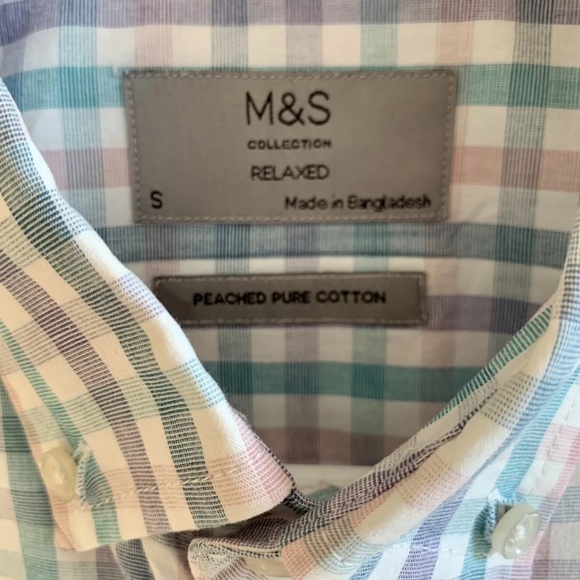 M&S
COLLECTION
RELAXED
S Made in Bangladesh
PEACHED PURE COTTON